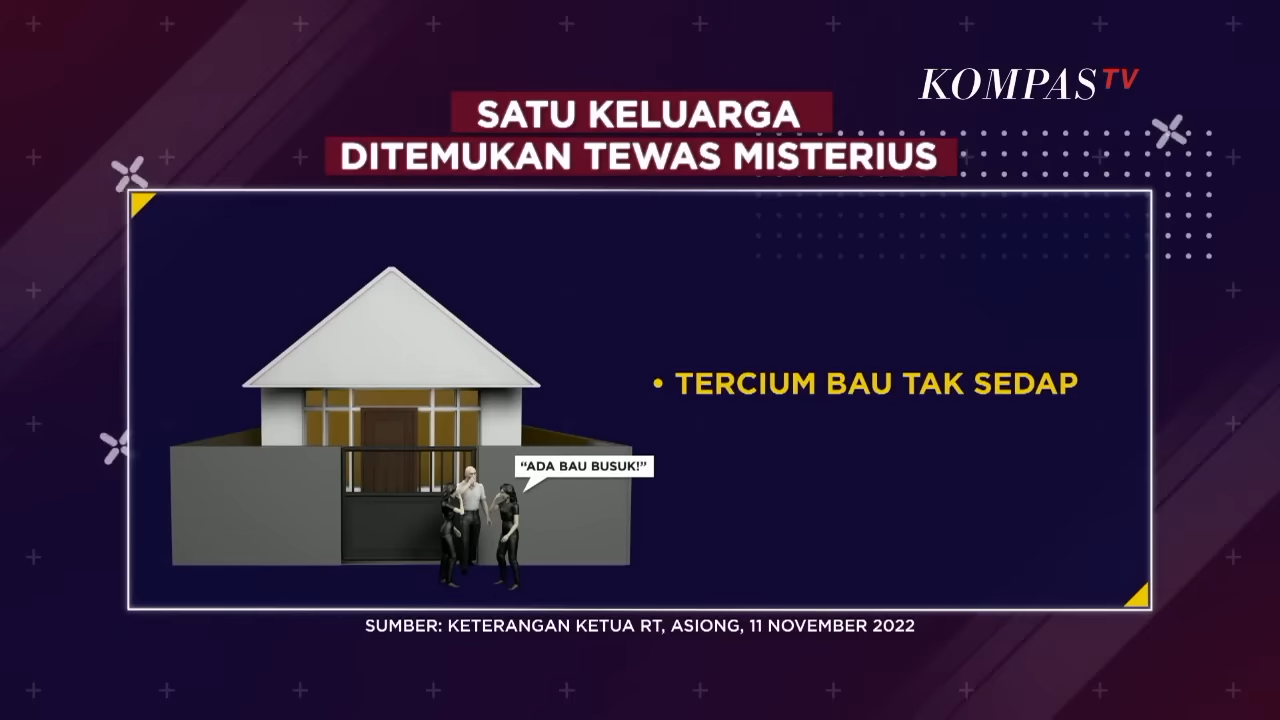 KOMPAS TV
SATU KELUARGA
DITEMUKAN TEWAS MISTERIUS
• TERCIUM BAU TAK SEDAP
“ADA BAU BUSUK!”
SUMBER: KETERANGAN KETUA RT, ASIONG, 11 NOVEMBER 2022